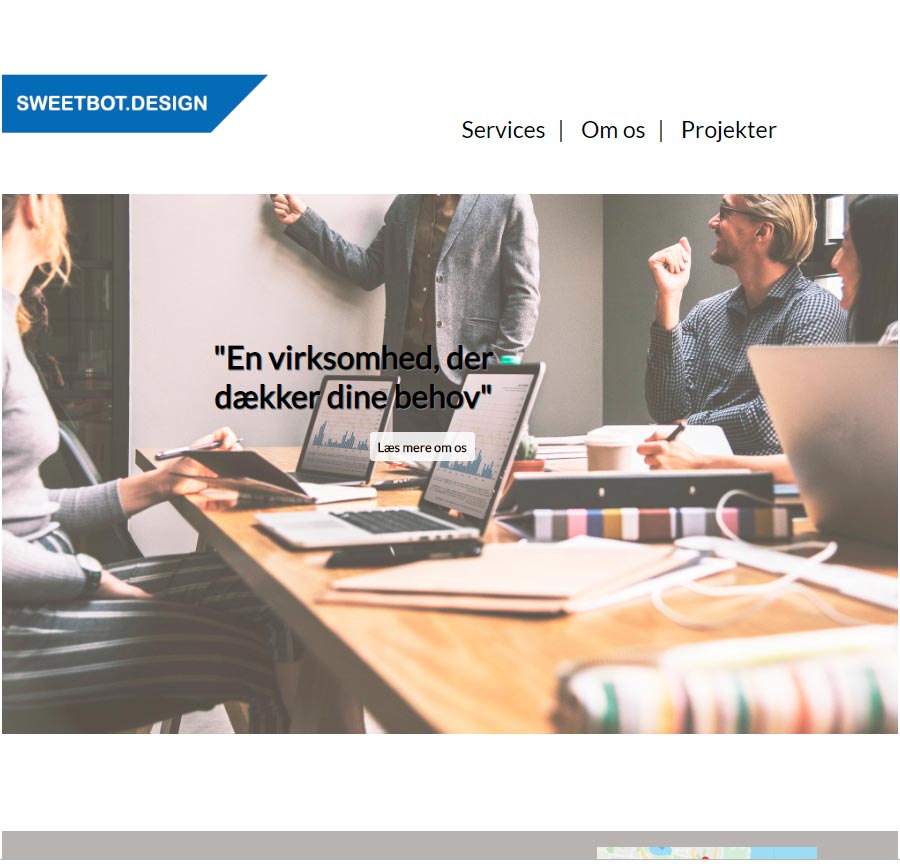 SWEETBOT.DESIGN
Services | Om os | Projekter
"En virksomhed, der
dækker dine behov"
Læs mere om os